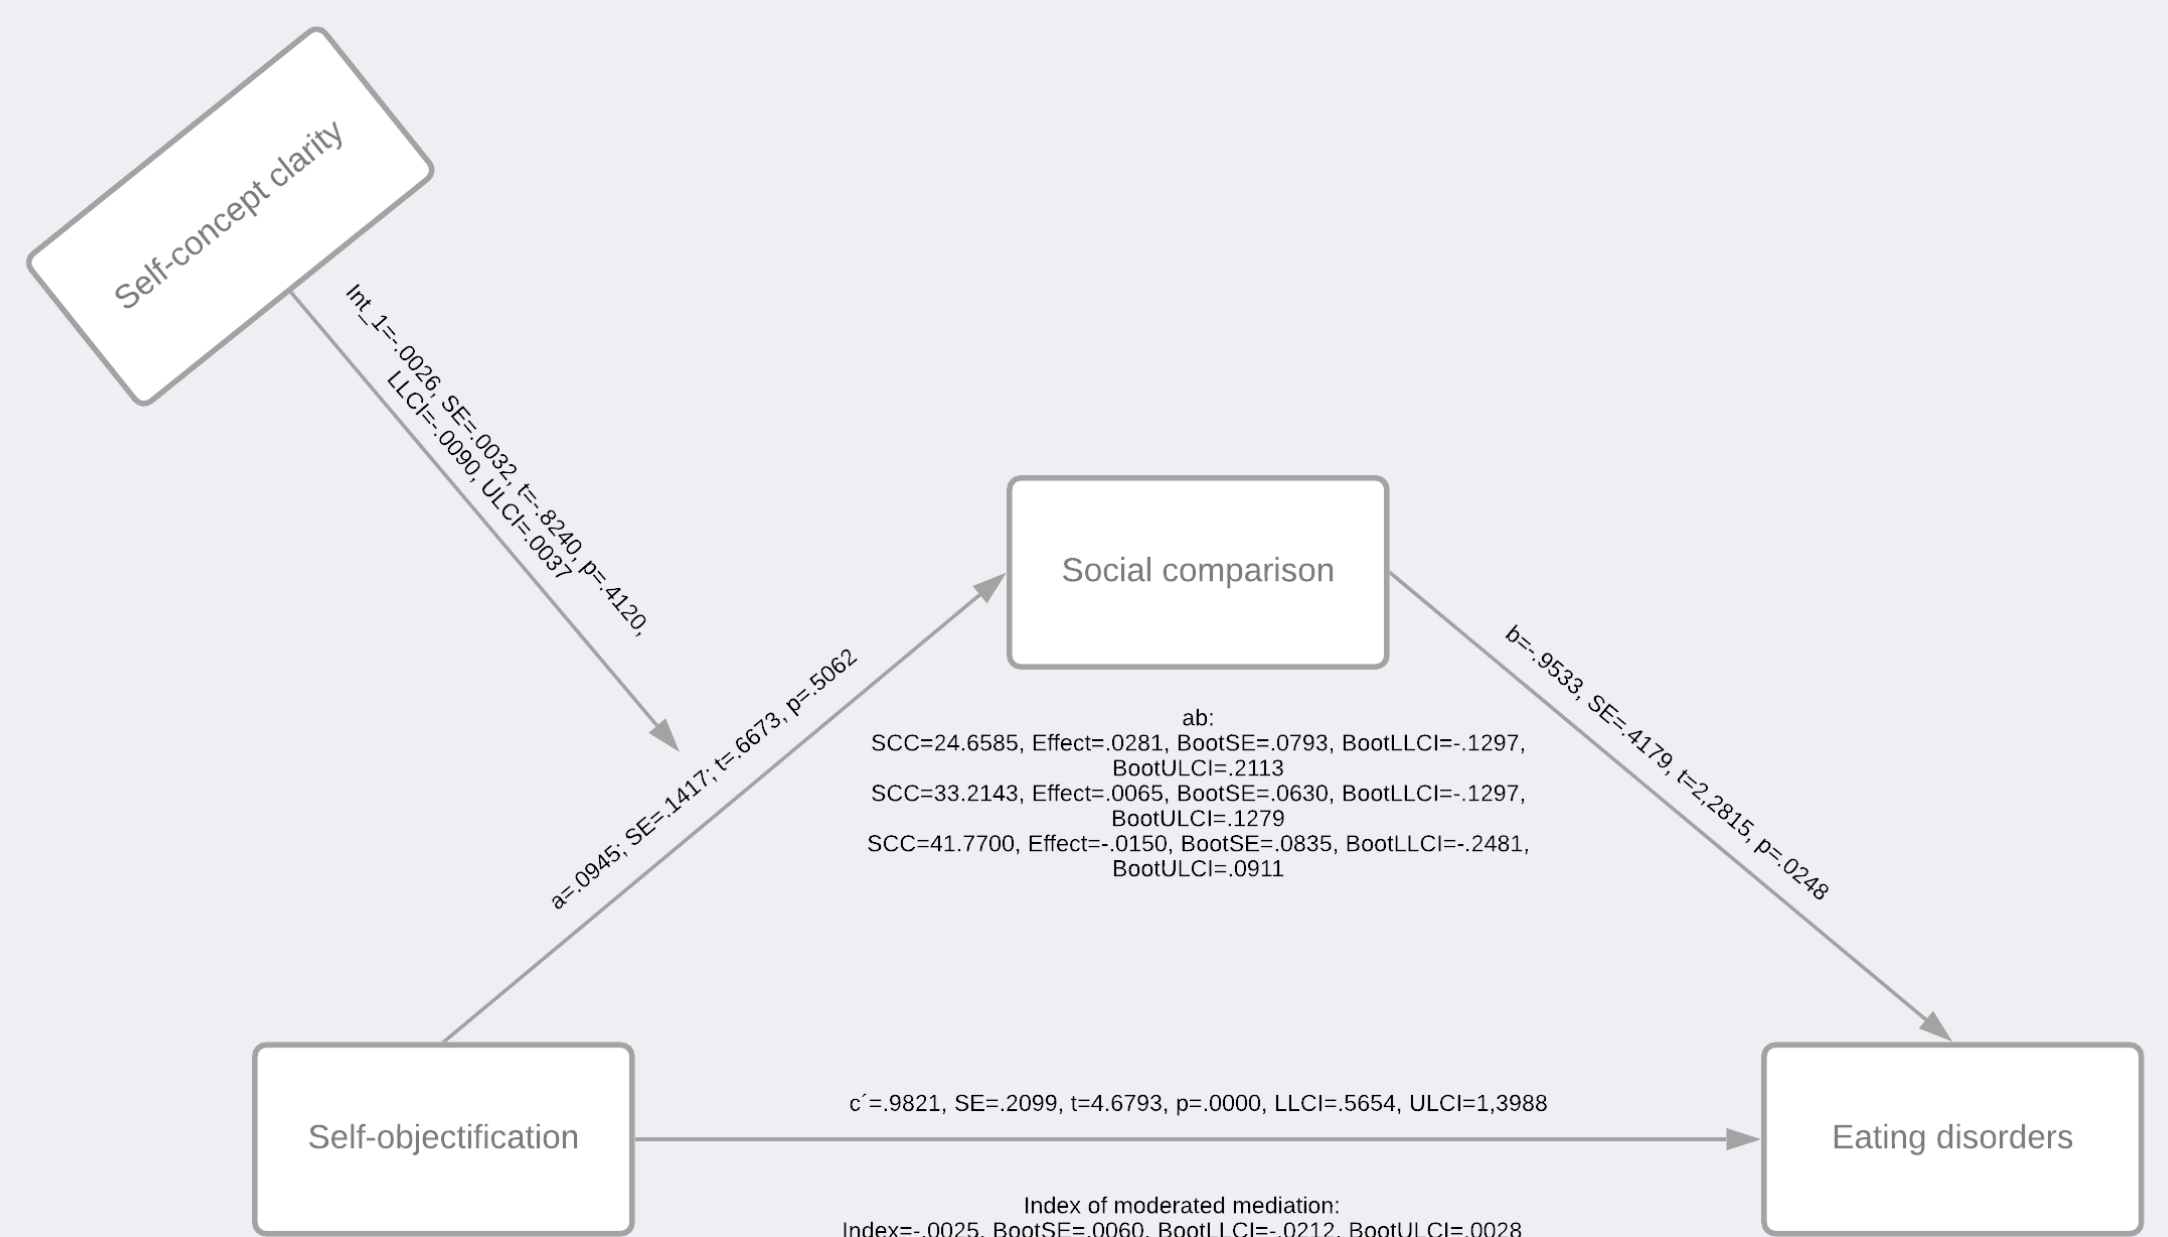 Self-concept clarity
Int_1=-.0026, SE=.0032, t=-.8240, p=.4120,
LLCI=-.0090, ULCI=.0037
Social comparison
a=.0945; SE=.1417; t=.6673, p=.5062
b=-.9533, SE=.4179, t=2,2815, p=.0248
ab:
SCC=24.6585, Effect=.0281, BootSE=.0793, BootLLCI=-.1297,
BootULCI=.2113
SCC=33.2143, Effect=.0065, BootSE=.0630, BootLLCI=-.1297,
BootULCI=.1279
SCC=41.7700, Effect=-.0150, BootSE=.0835, BootLLCI=-.2481,
BootULCI=.0911
Self-objectification
c´=.9821, SE=.2099, t=4.6793, p=.0000, LLCI=.5654, ULCI=1,3988
Eating disorders
Index of moderated mediation:
Index=-.0025, BootSE=.0060, BootLLCI=-.0212, BootULCI=.0028